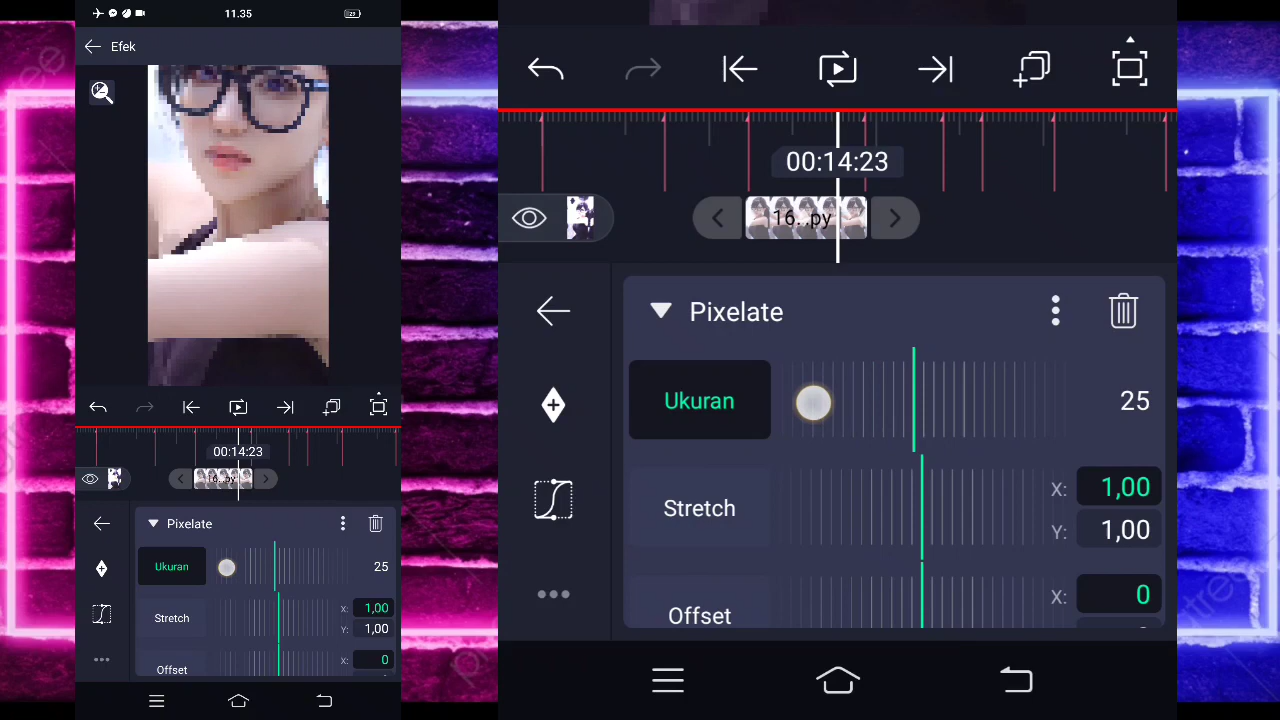 11.35
29
Efek
00:14:23
16. .py
Pixelate
Ukuran
25
Stretch
X: 1,00
Y: 1,00
Offset
X: 0
00:14:23
16. .py
Pixelate
Ukuran
25
Stretch
X: 1,00
Y: 1,00
Offset
X: 0